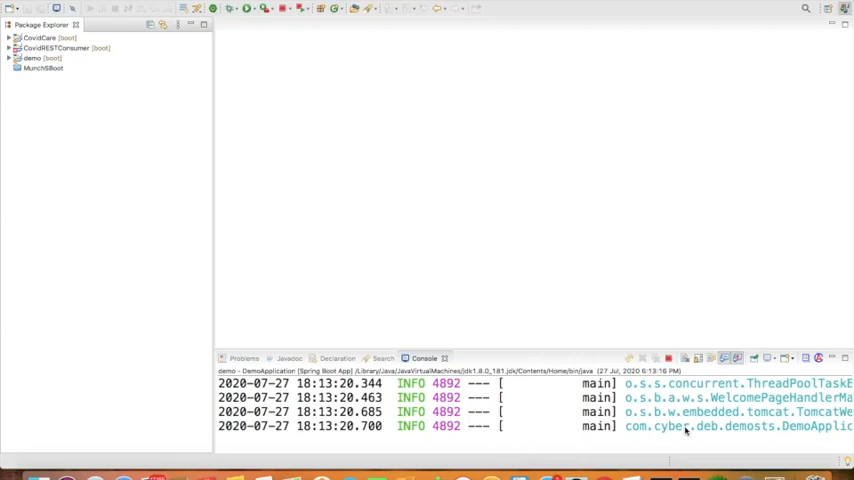 Package Explorer
CovidCare [boot]
CovidRESTConsumer [boot]
demo [boot]
MunchSBoot
Problems Javadoc Declaration Search Console
demo - DemoApplication [Spring Boot App] /Library/Java/JavaVirtualMachines/jdk1.8.0_181.jdk/Contents/Home/bin/java (27 Jul, 2020 6:13:16 PM)
2020-07-27 18:13:20.344 INFO 4892 --- [ main] o.s.s.concurrent.ThreadPoolTaskE
2020-07-27 18:13:20.463 INFO 4892 --- [ main] o.s.b.a.w.s.WelcomePageHandlerMa
2020-07-27 18:13:20.685 INFO 4892 --- [ main] o.s.b.w.embedded.tomcat.TomcatWe
2020-07-27 18:13:20.700 INFO 4892 --- [ main] com.cyber.deb.demosts.DemoApplic